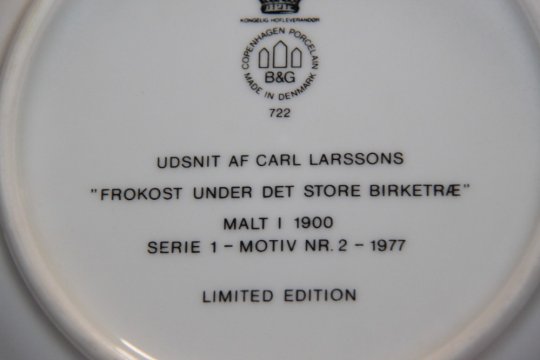 KONGELIG HOFLEVERANDØR
COPENHAGEN PORCELAIN
B&G
MADE IN DENMARK
722
UDSNIT AF CARL LARSSONS
"FROKOST UNDER DET STORE BIRKETRÆ"
MALT I 1900
SERIE 1 - MOTIV NR. 2 - 1977
LIMITED EDITION